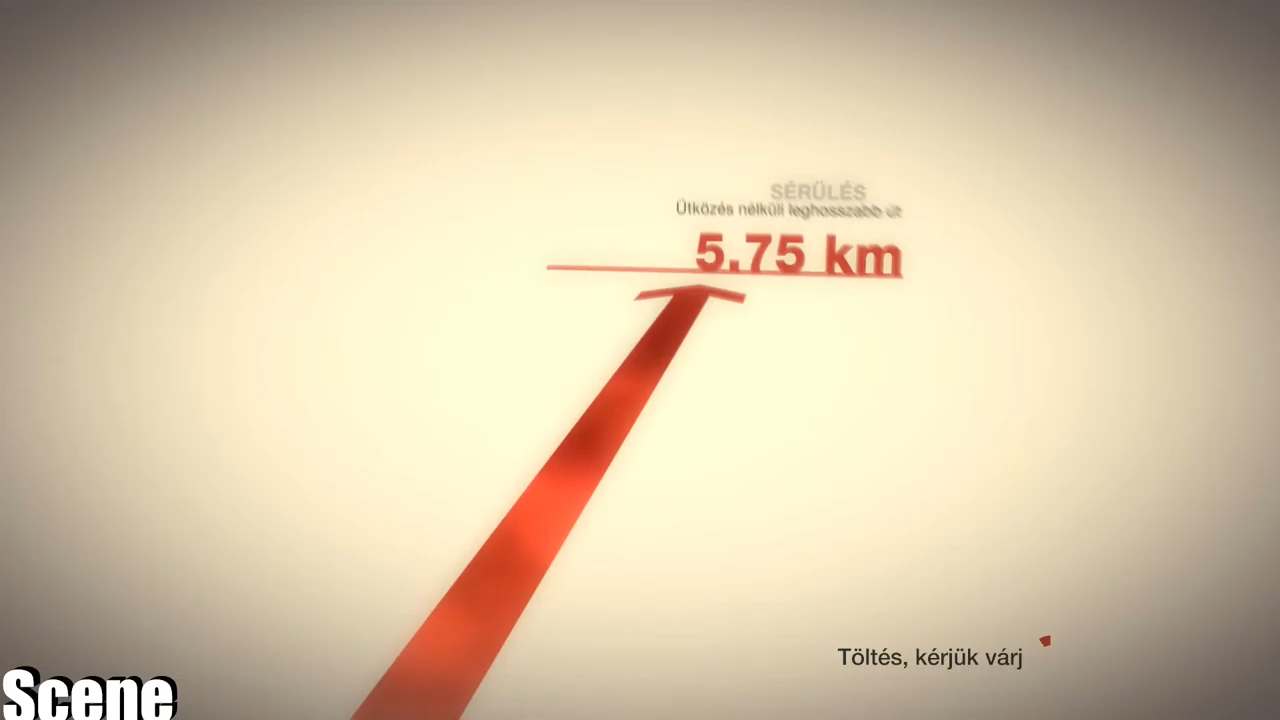 SÉRÜLÉS
Ütközés nélküli leghosszabb út
5.75 km
Töltés, kérjük várj
Scene